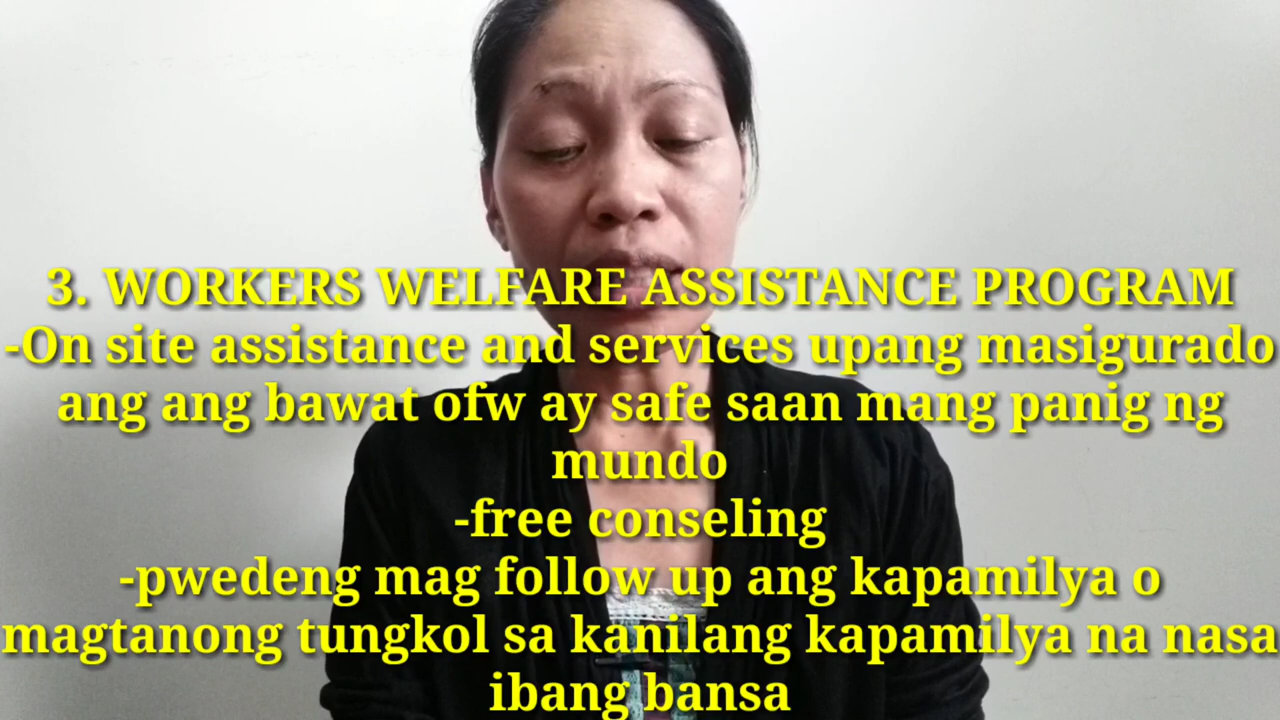 3. WORKERS WELFARE ASSISTANCE PROGRAM
-On site assistance and services upang masigurado
ang ang bawat ofw ay safe saan mang panig ng
mundo
-free conseling
-pwedeng mag follow up ang kapamilya o
magtanong tungkol sa kanilang kapamilya na nasa
ibang bansa